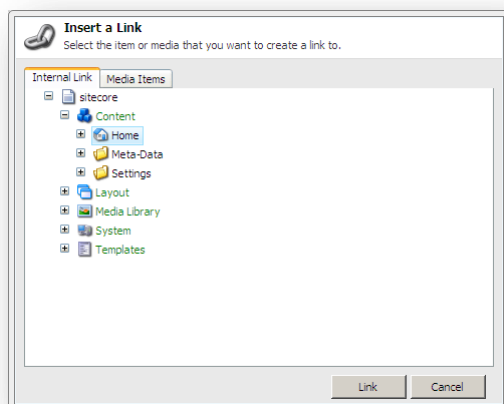 Insert a Link
Select the item or media that you want to create a link to.
Internal Link Media Items
sitecore
Content
Home
Meta-Data
Settings
Layout
Media Library
System
Templates
Link Cancel